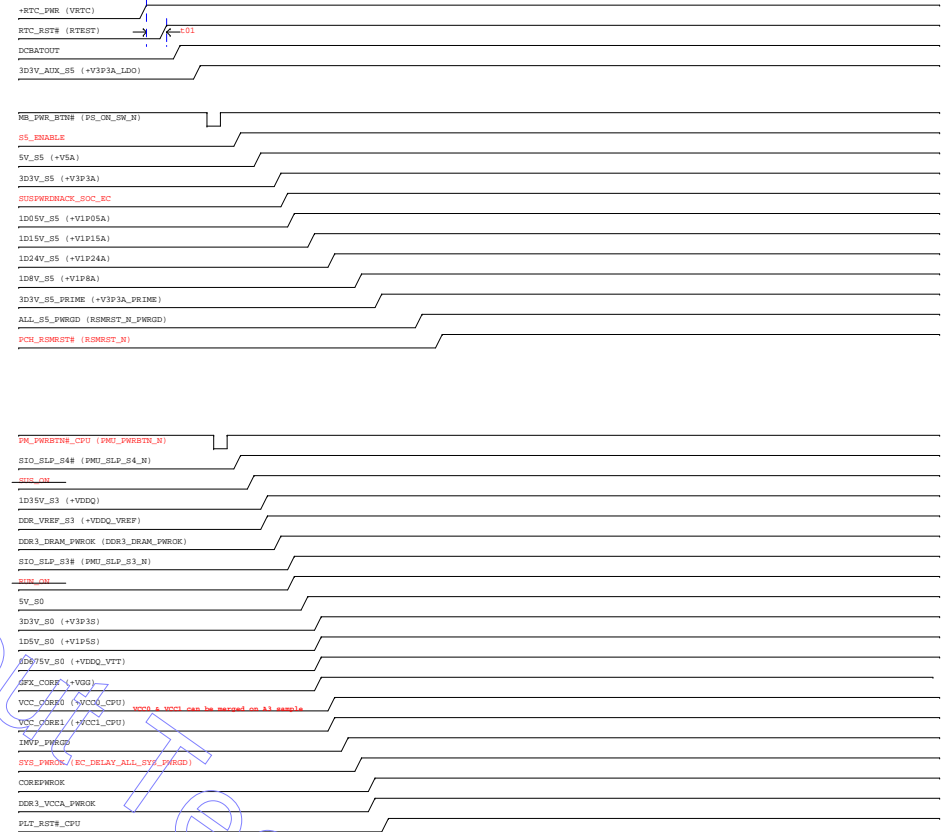 +RTC_PWR (VRTC)
RTC_RST# (RTEST)
t01
DCBATOUT
3D3V_AUX_S5 (+V3P3A_LDO)
MB_PWR_BTN# (PS_ON_SW_N)
S5_ENABLE
5V_S5 (+V5A)
3D3V_S5 (+V3P3A)
SUSPWRDNACK_SOC_EC
1D05V_S5 (+V1P05A)
1D15V_S5 (+V1P15A)
1D24V_S5 (+V1P24A)
1D8V_S5 (+V1P8A)
3D3V_S5_PRIME (+V3P3A_PRIME)
ALL_S5_PWRGD (RSMRST_N_PWRGD)
PCH_RSMRST# (RSMRST_N)
PM_PWRBTN#_CPU (PMU_PWRBTN_N)
SIO_SLP_S4# (PMU_SLP_S4_N)
SUS_ON
1D35V_S3 (+VDDQ)
DDR_VREF_S3 (+VDDQ_VREF)
DDR3_DRAM_PWROK (DDR3_DRAM_PWROK)
SIO_SLP_S3# (PMU_SLP_S3_N)
RUN_ON
5V_S0
3D3V_S0 (+V3P3S)
1D5V_S0 (+V1P5S)
0D675V_S0 (+VDDQ_VTT)
GFX_CORE (+VGG)
VCC_CORE0 (+VCC0_CPU)
VCC0 & VCC1 can be merged on A3 sample
VCC_CORE1 (+VCC1_CPU)
IMVP_PWRGD
SYS_PWROK (EC_DELAY_ALL_SYS_PWRGD)
COREPWROK
DDR3_VCCA_PWROK
PLT_RST#_CPU